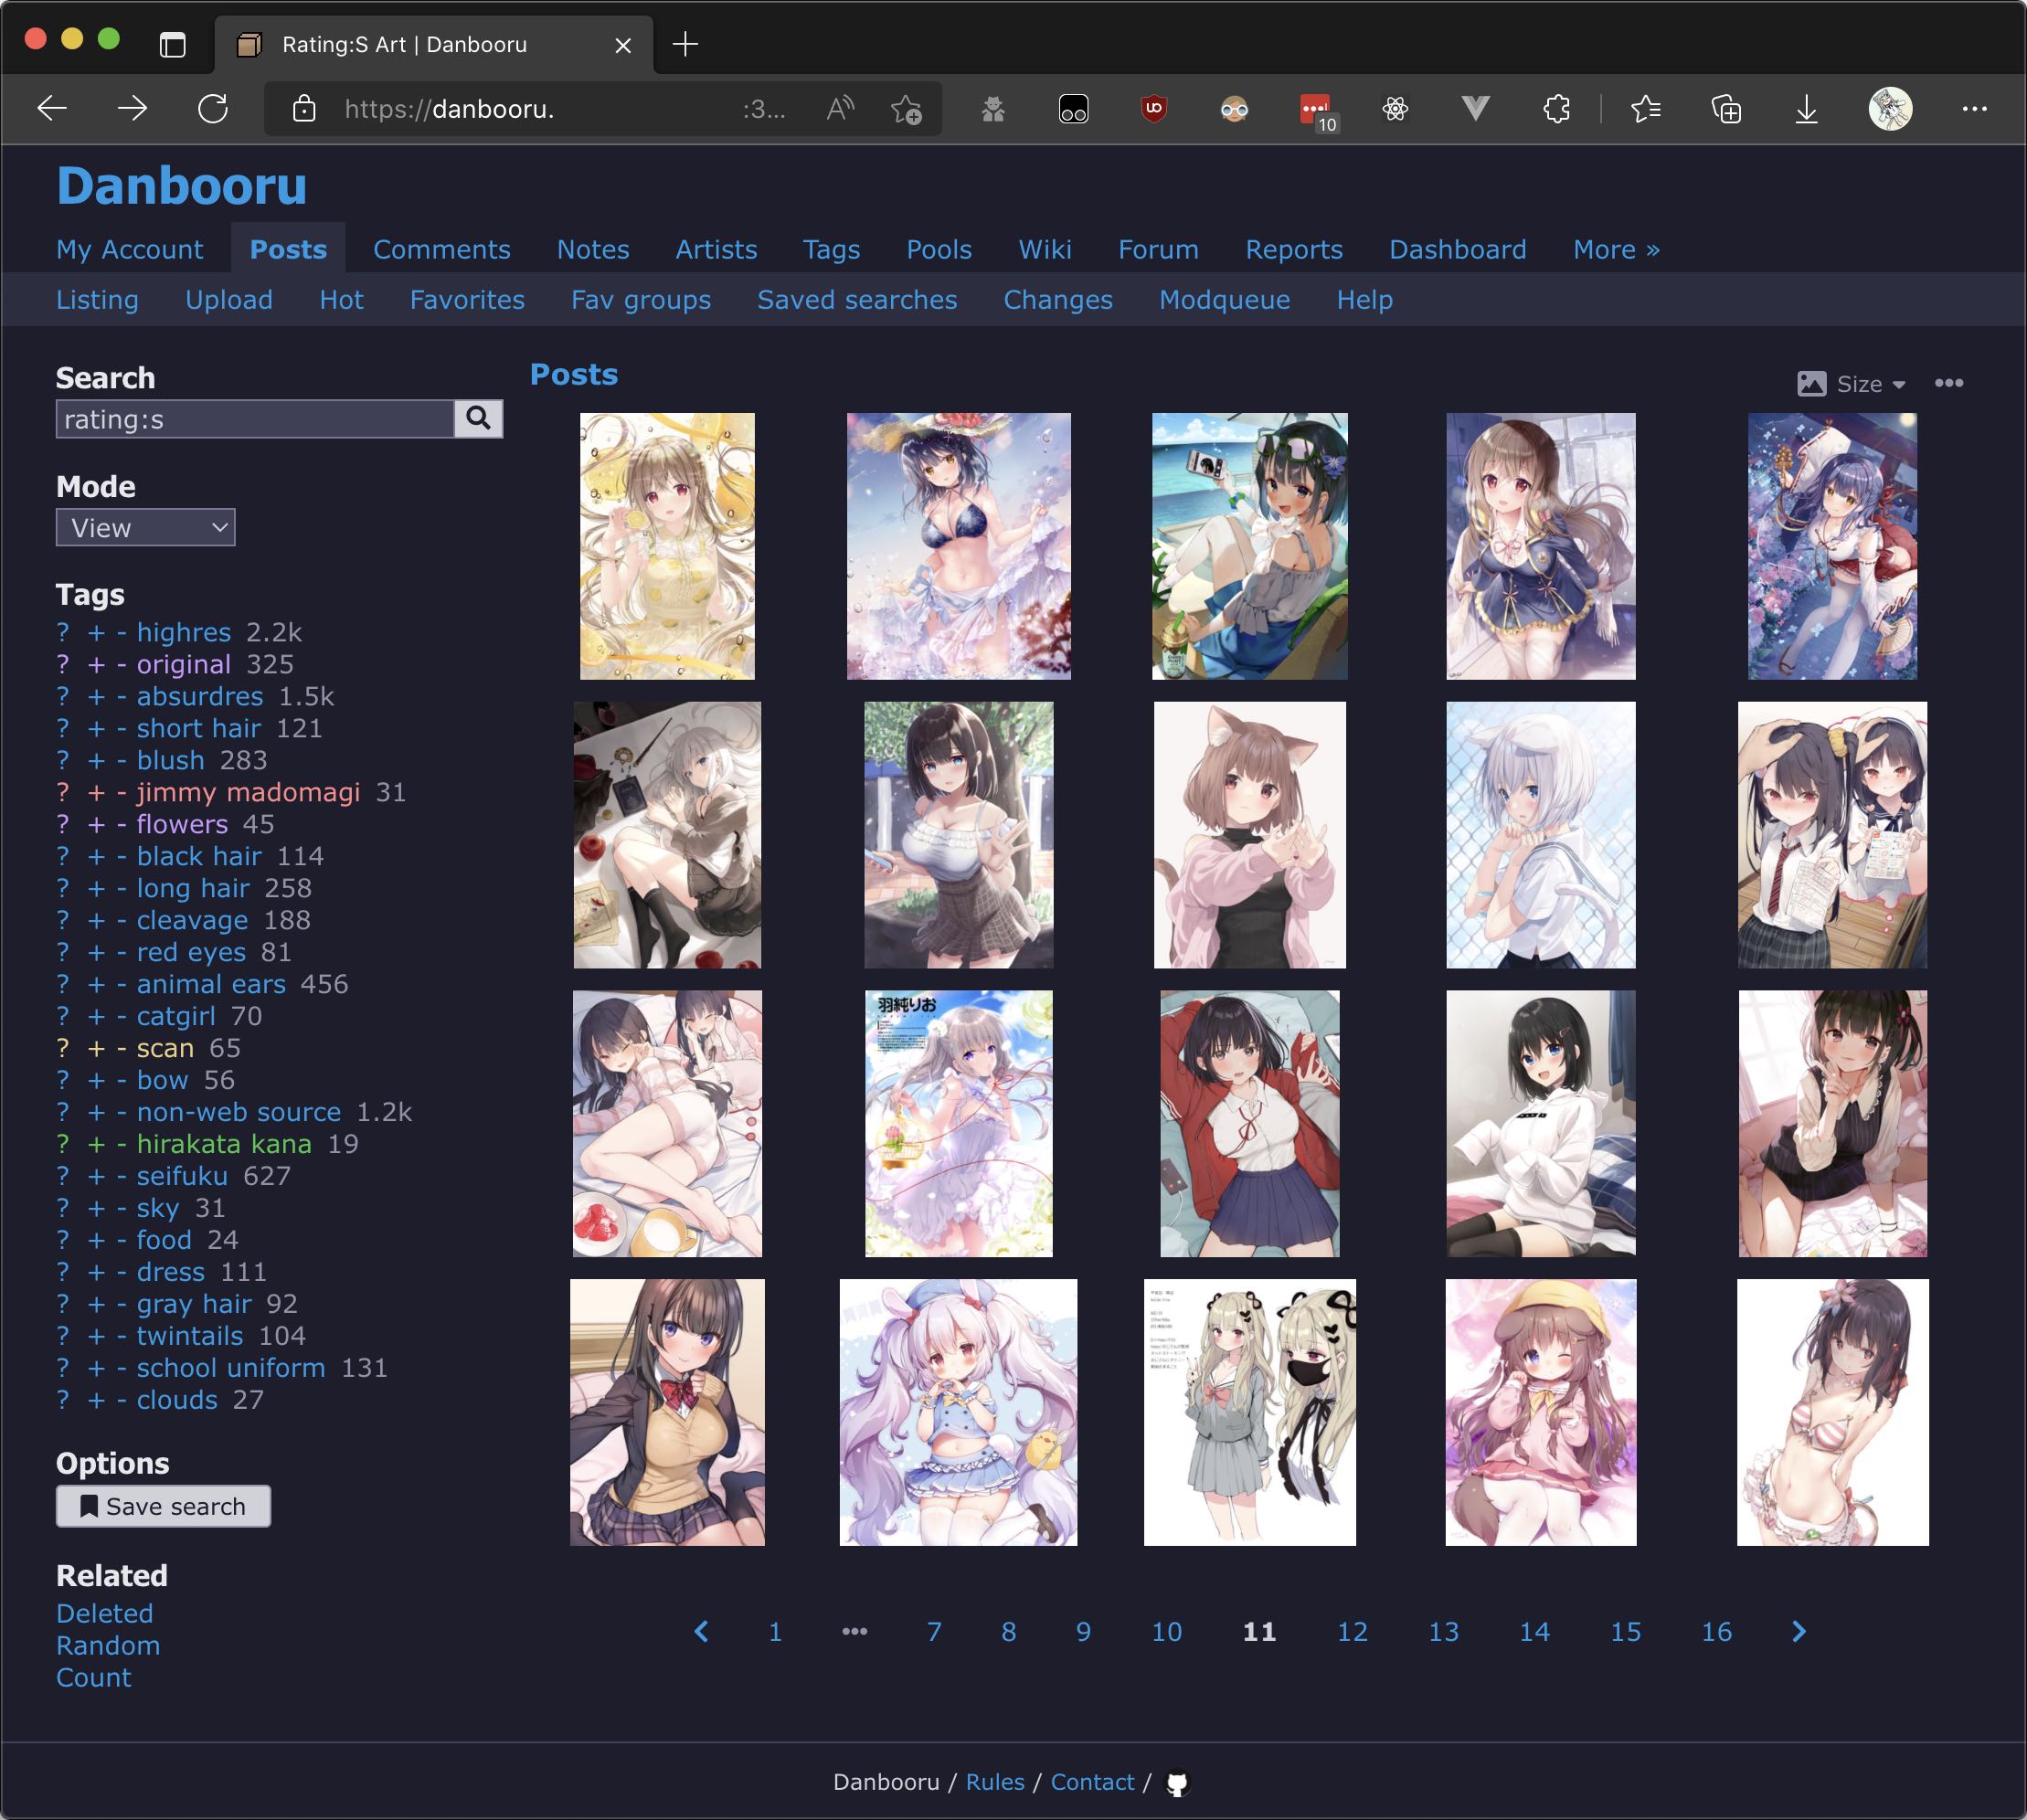 Rating:S Art | Danbooru
https://danbooru. :3...
10
Danbooru
My Account Posts Comments Notes Artists Tags Pools Wiki Forum Reports Dashboard More »
Listing Upload Hot Favorites Fav groups Saved searches Changes Modqueue Help
Search
rating:s
Mode
View
Tags
? + - highres 2.2k
? + - original 325
? + - absurdres 1.5k
? + - short hair 121
? + - blush 283
? + - jimmy madomagi 31
? + - flowers 45
? + - black hair 114
? + - long hair 258
? + - cleavage 188
? + - red eyes 81
? + - animal ears 456
? + - catgirl 70
? + - scan 65
? + - bow 56
? + - non-web source 1.2k
? + - hirakata kana 19
? + - seifuku 627
? + - sky 31
? + - food 24
? + - dress 111
? + - gray hair 92
? + - twintails 104
? + - school uniform 131
? + - clouds 27
Options
Save search
Related
Deleted
Random
Count
Posts
Size
羽純りお
1 ••• 7 8 9 10 11 12 13 14 15 16
Danbooru / Rules / Contact /